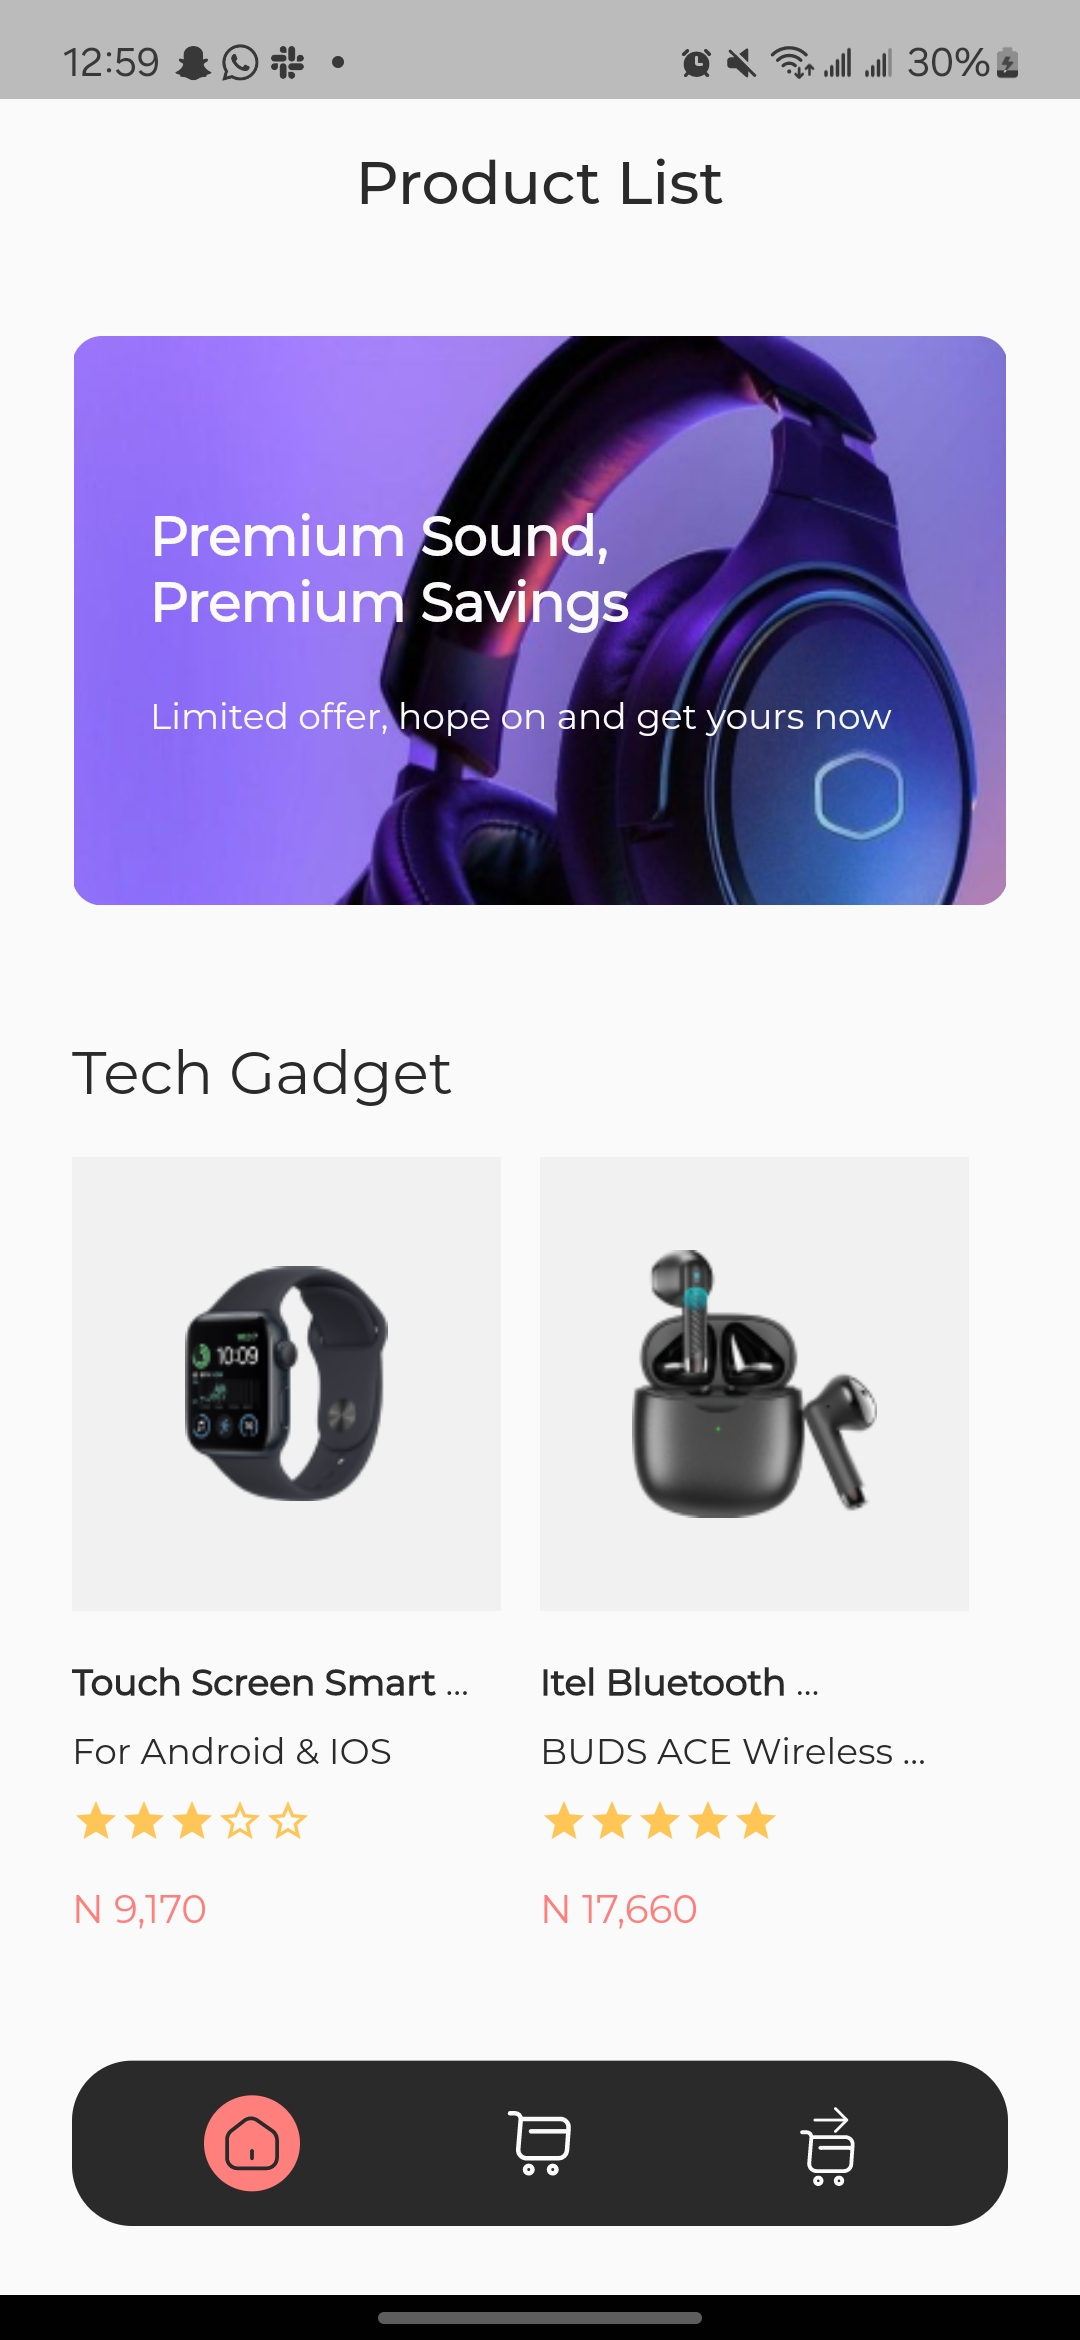 12:59
30%
Product List
Premium Sound,
Premium Savings
Limited offer, hope on and get yours now
Tech Gadget
10:09
Touch Screen Smart ...
Itel Bluetooth ...
For Android & IOS
BUDS ACE Wireless ...
N 9,170
N 17,660